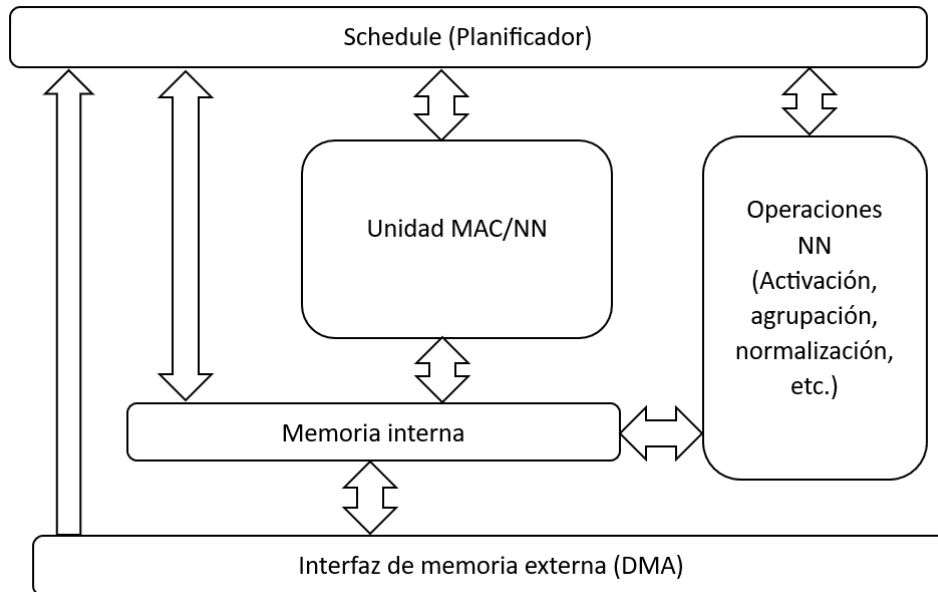 Schedule (Planificador)
Unidad MAC/NN
Operaciones
NN
(Activación,
agrupación,
normalización,
etc.)
Memoria interna
Interfaz de memoria externa (DMA)